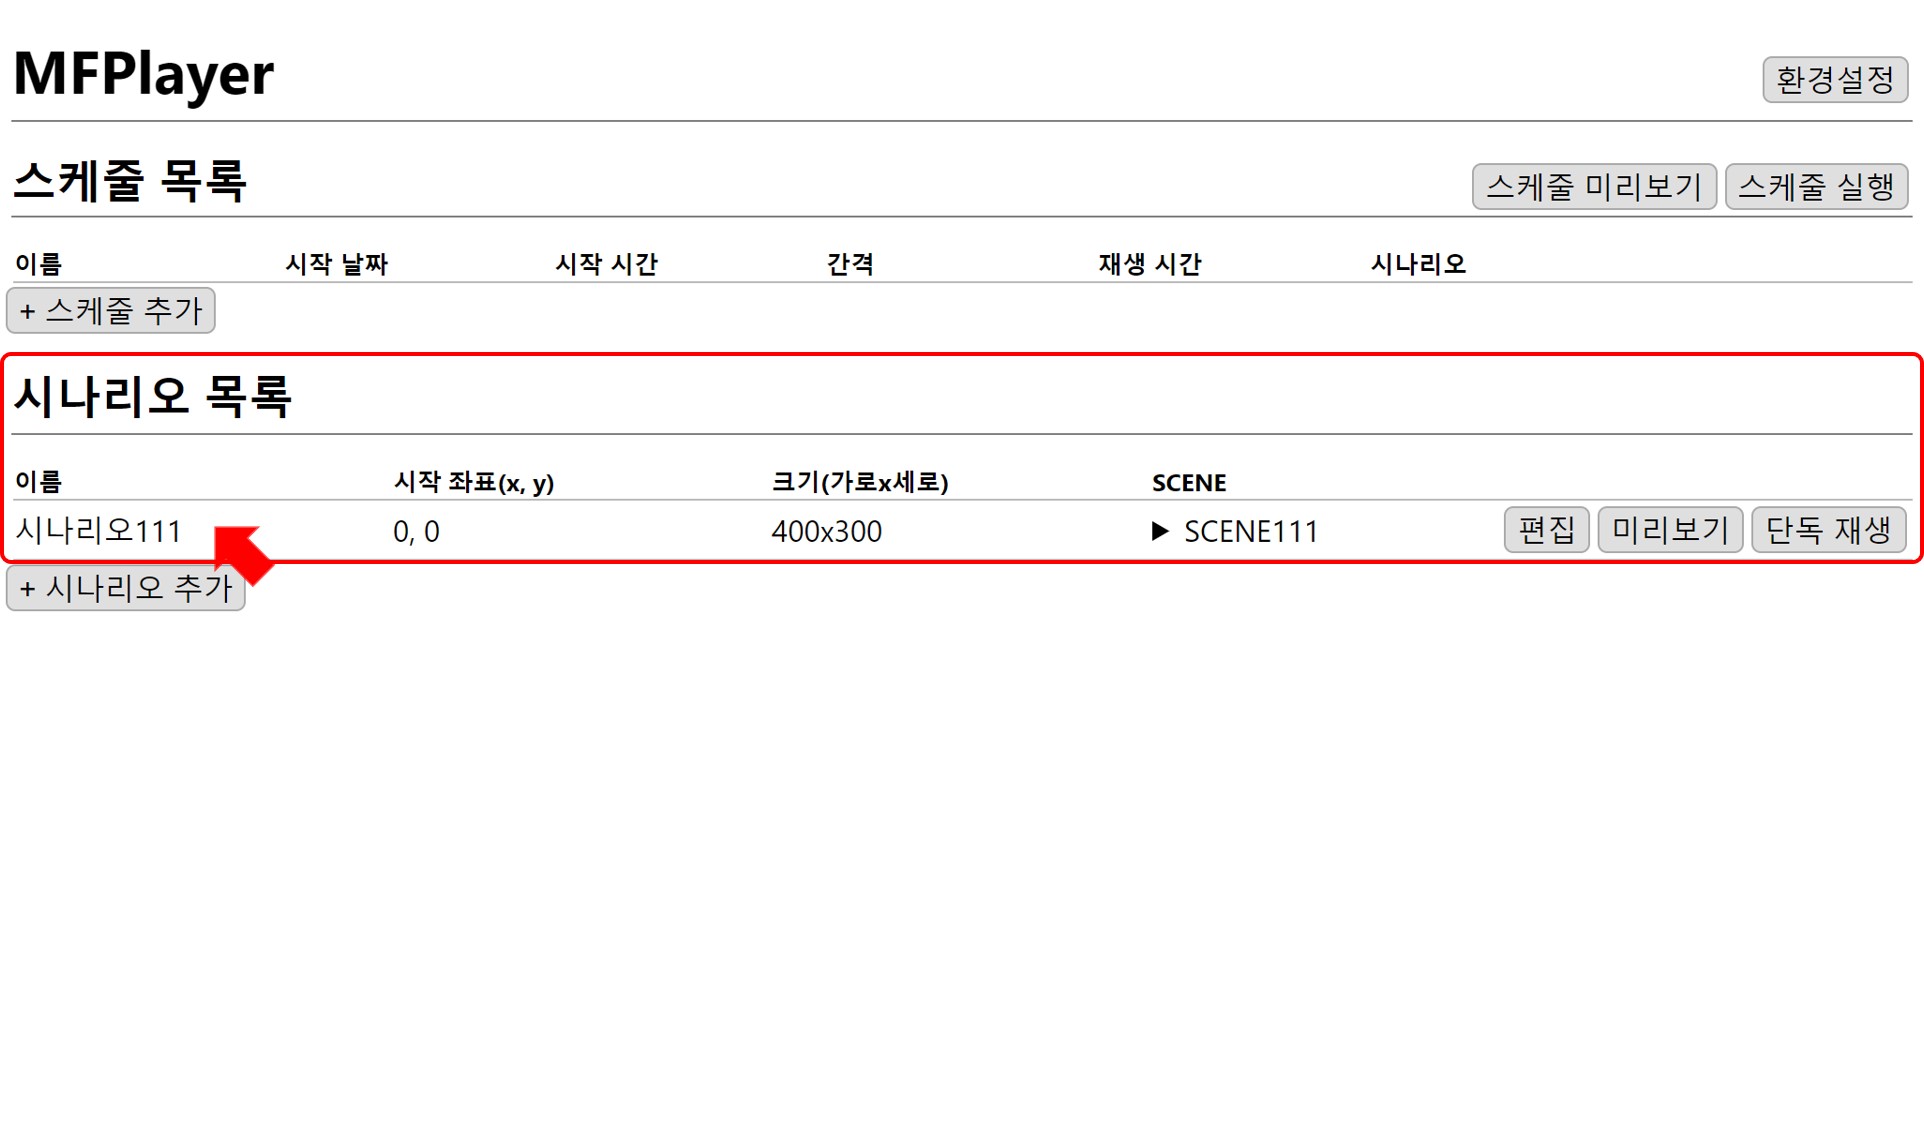 MFPlayer 환경설정
스케줄 목록 스케줄 미리보기 스케줄 실행
이름 시작 날짜 시작 시간 간격 재생 시간 시나리오
+ 스케줄 추가
시나리오 목록
이름 시작 좌표(x, y) 크기(가로x세로) SCENE
시나리오111 0, 0 400x300 ▶ SCENE111 편집 미리보기 단독 재생
+ 시나리오 추가